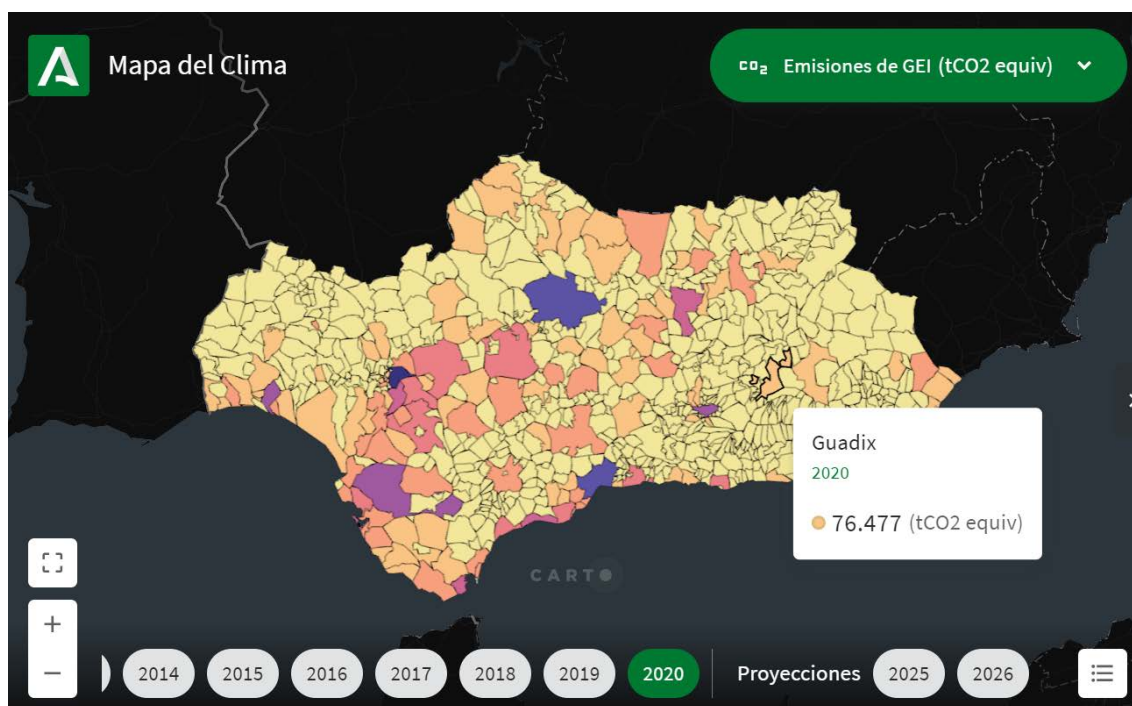 Mapa del Clima
CO₂ Emisiones de GEI (tCO2 equiv)
Guadix
2020
76.477 (tCO2 equiv)
CARTO
2014 2015 2016 2017 2018 2019 2020 Proyecciones 2025 2026